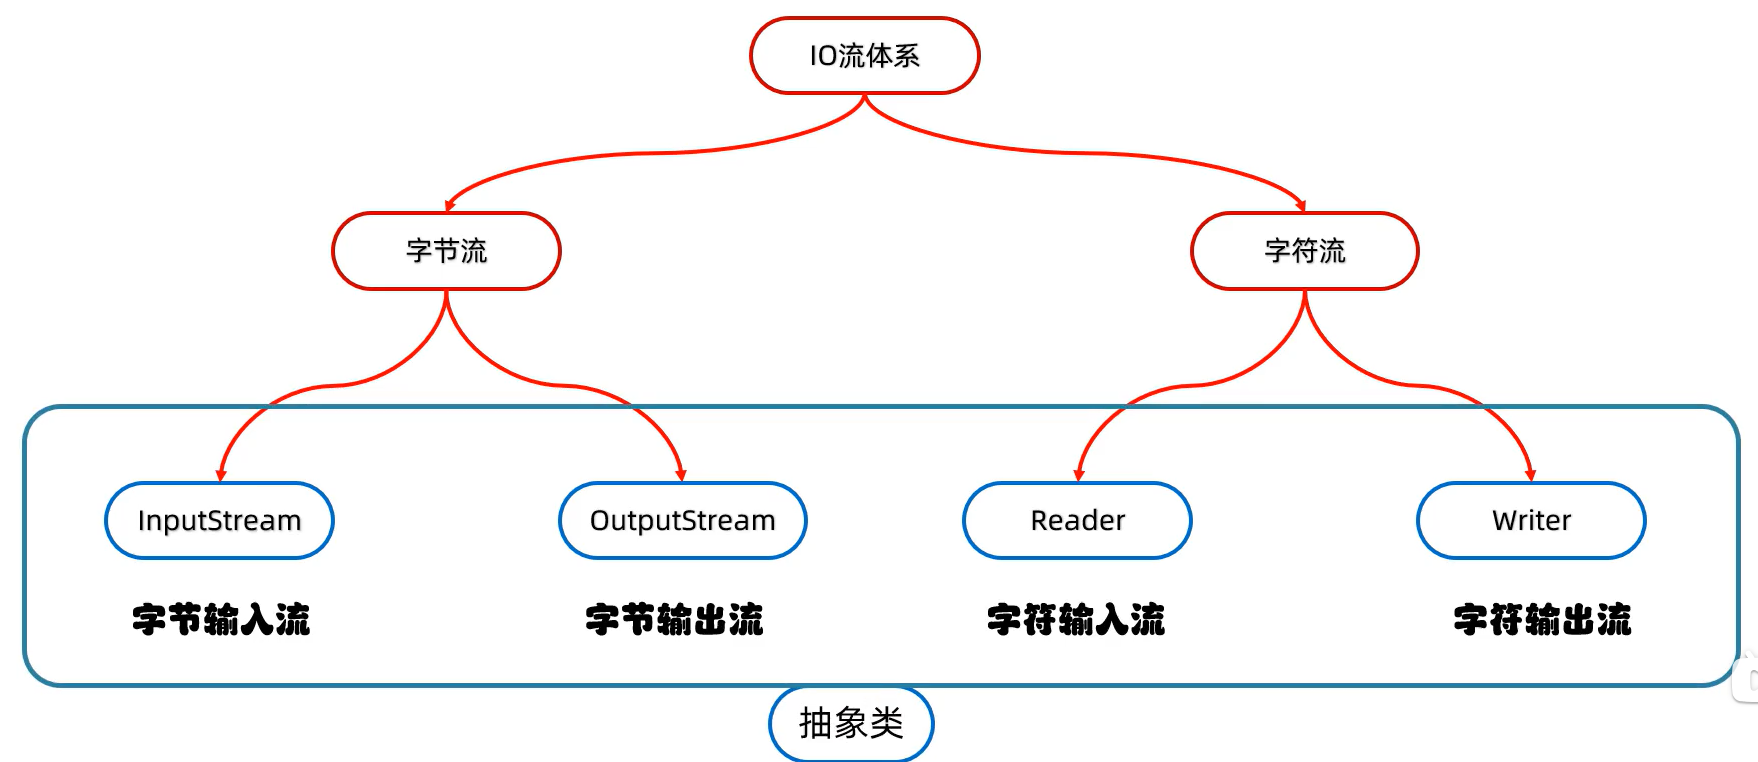 IO流体系
字节流
字符流
InputStream
OutputStream
Reader
Writer
字节输入流
字节输出流
字符输入流
字符输出流
抽象类